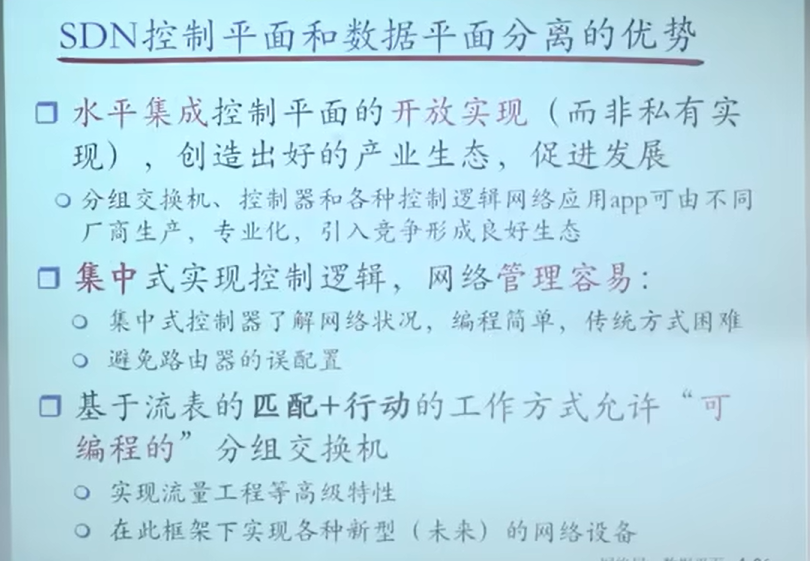 SDN控制平面和数据平面分离的优势
水平集成控制平面的开放实现（而非私有实
现），创造出好的产业生态，促进发展
分组交换机、控制器和各种控制逻辑网络应用app可由不同
厂商生产，专业化，引入竞争形成良好生态
集中式实现控制逻辑，网络管理容易：
集中式控制器了解网络状况，编程简单，传统方式困难
避免路由器的误配置
基于流表的匹配+行动的工作方式允许“可
编程的”分组交换机
实现流量工程等高级特性
在此框架下实现各种新型（未来）的网络设备